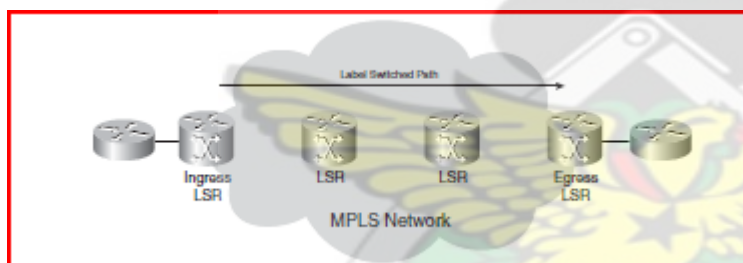 Label Switched Path
Ingress
LSR
LSR
LSR
Egress
LSR
MPLS Network